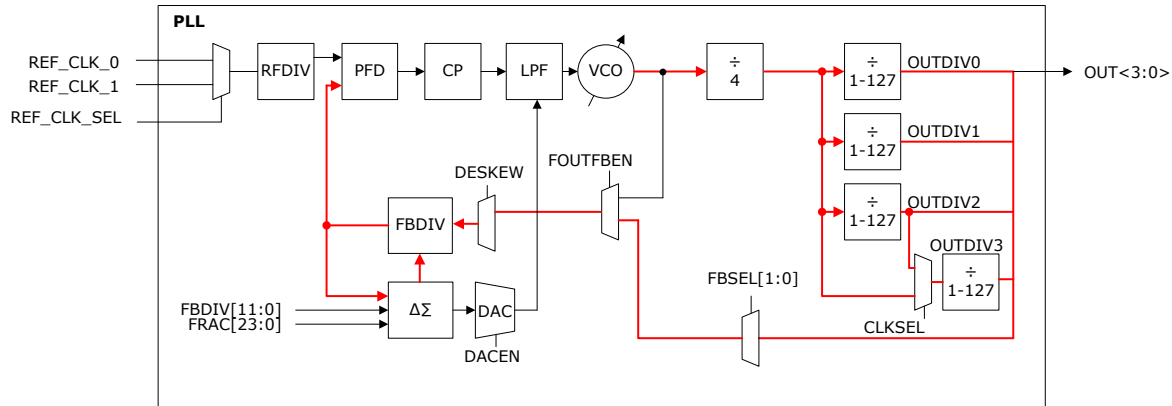 PLL
REF_CLK_0
REF_CLK_1
REF_CLK_SEL
RFDIV
PFD
CP
LPF
VCO
÷
4
÷
1-127
OUTDIV0
OUT<3:0>
÷
1-127
OUTDIV1
÷
1-127
OUTDIV2
OUTDIV3
÷
1-127
CLKSEL
FOUTFBEN
DESKEW
FBDIV
FBSEL[1:0]
FBDIV[11:0]
FRAC[23:0]
ΔΣ
DAC
DACEN